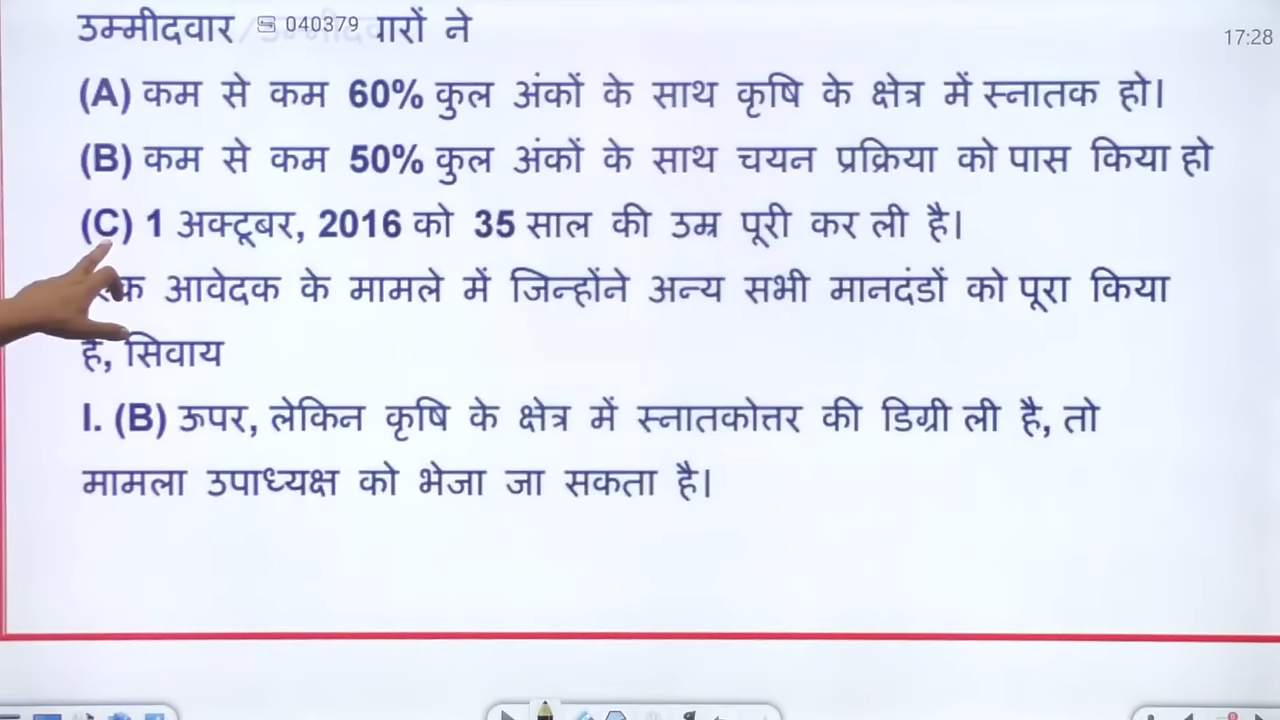 उम्मीदवार 040379 ारों ने
17:28
(A) कम से कम 60% कुल अंकों के साथ कृषि के क्षेत्र में स्नातक हो।
(B) कम से कम 50% कुल अंकों के साथ चयन प्रक्रिया को पास किया हो
(C) 1 अक्टूबर, 2016 को 35 साल की उम्र पूरी कर ली है।
आवेदक के मामले में जिन्होंने अन्य सभी मानदंडों को पूरा किया
है, सिवाय
I. (B) ऊपर, लेकिन कृषि के क्षेत्र में स्नातकोत्तर की डिग्री ली है, तो
मामला उपाध्यक्ष को भेजा जा सकता है।